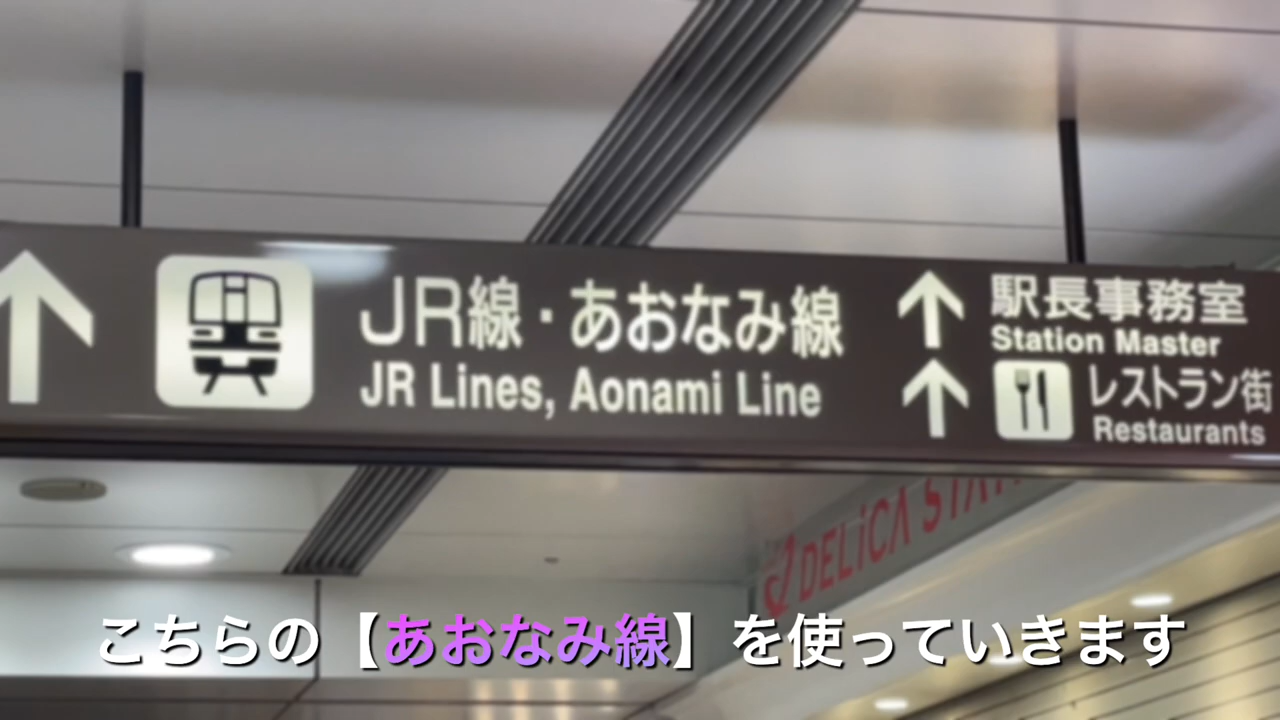 JR線・あおなみ線
JR Lines, Aonami Line
駅長事務室
Station Master
レストラン街
Restaurants
DELiCA
こちらの【あおなみ線】を使っていきます